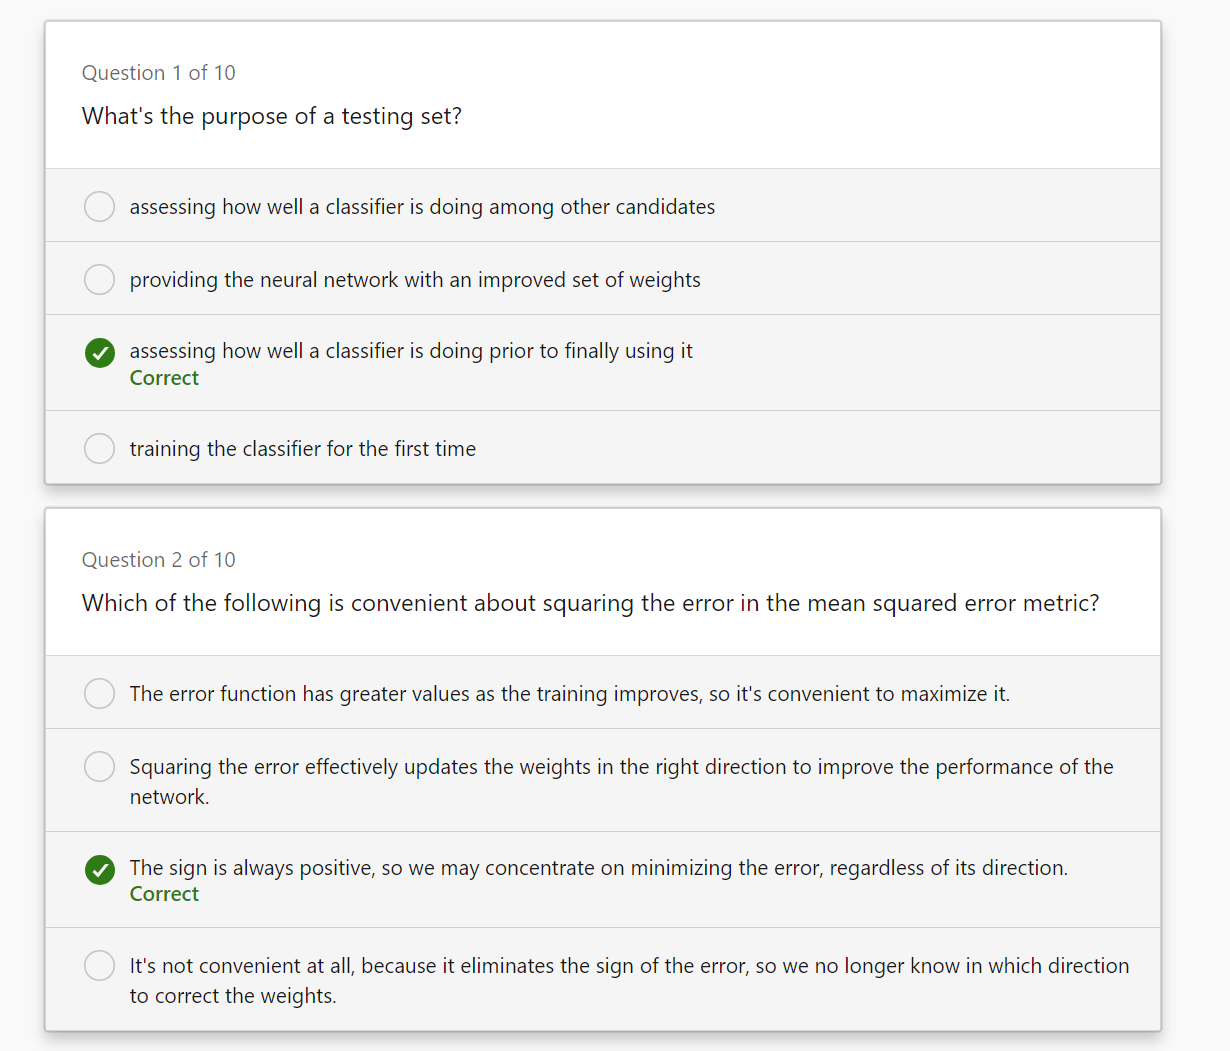 Question 1 of 10
What's the purpose of a testing set?
assessing how well a classifier is doing among other candidates
providing the neural network with an improved set of weights
assessing how well a classifier is doing prior to finally using it
Correct
training the classifier for the first time
Question 2 of 10
Which of the following is convenient about squaring the error in the mean squared error metric?
The error function has greater values as the training improves, so it's convenient to maximize it.
Squaring the error effectively updates the weights in the right direction to improve the performance of the
network.
The sign is always positive, so we may concentrate on minimizing the error, regardless of its direction.
Correct
It's not convenient at all, because it eliminates the sign of the error, so we no longer know in which direction
to correct the weights.